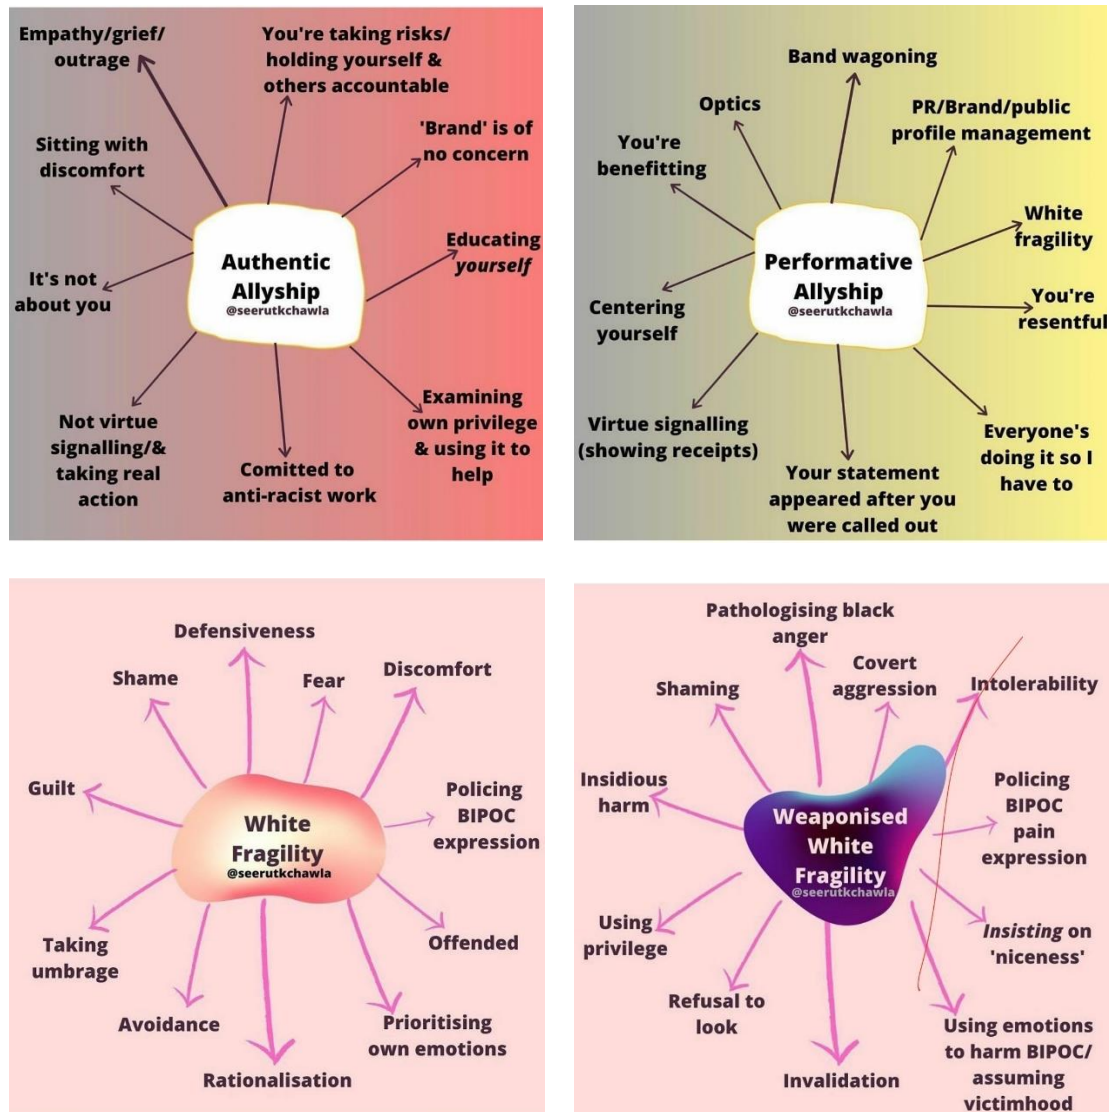 Empathy/grief/
outrage
You're taking risks/
holding yourself &
others accountable
'Brand' is of
no concern
Sitting with
discomfort
Educating
yourself
Authentic
Allyship
@seerutkchawla
It's not
about you
Examining
own privilege
& using it to
help
Not virtue
signalling/&
taking real
action
Comitted to
anti-racist work
Band wagoning
Optics
PR/Brand/public
profile management
You're
benefitting
White
fragility
Performative
Allyship
@seerutkchawla
You're
resentful
Centering
yourself
Virtue signalling
(showing receipts)
Everyone's
doing it so I
have to
Your statement
appeared after you
were called out
Defensiveness
Shame
Fear
Discomfort
Guilt
Policing
BIPOC
expression
White
Fragility
@seerutkchawla
Taking
umbrage
Offended
Avoidance
Prioritising
own emotions
Rationalisation
Pathologising black
anger
Covert
aggression
Shaming
Intolerability
Insidious
harm
Policing
BIPOC
pain
expression
Weaponised
White
Fragility
@seerutkchawla
Using
privilege
Insisting on
'niceness'
Refusal to
look
Using emotions
to harm BIPOC/
assuming
victimhood
Invalidation